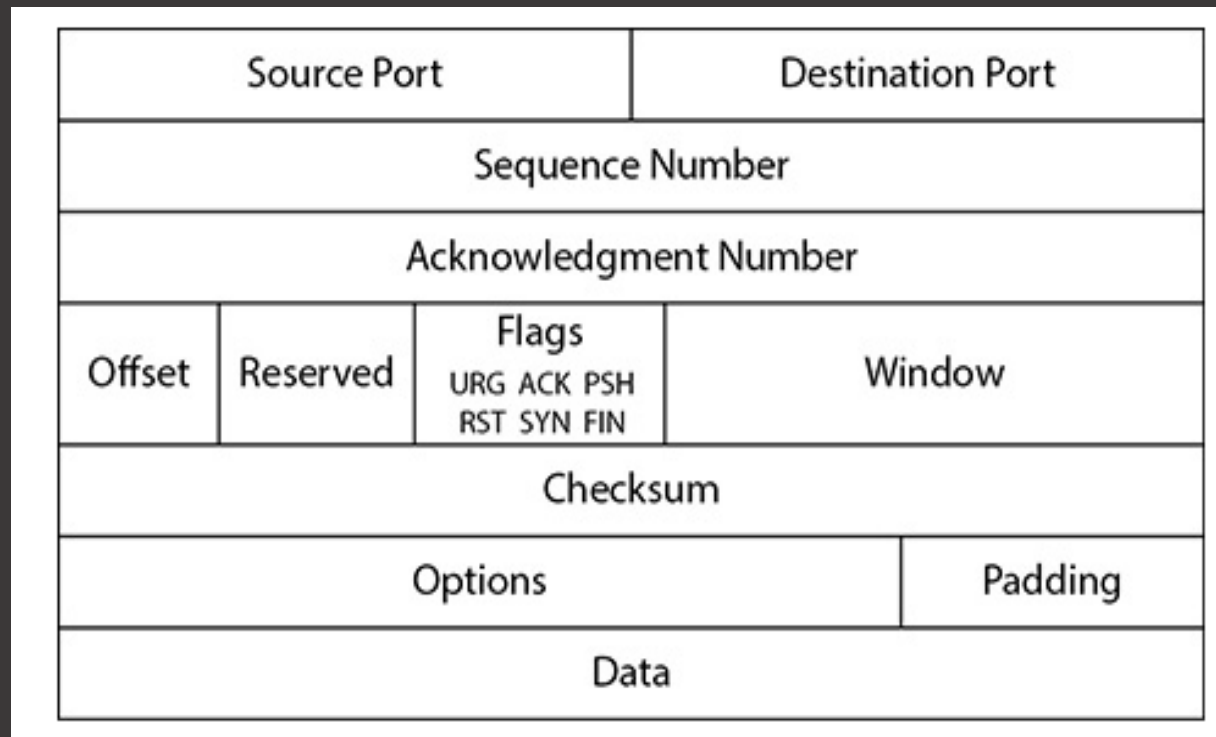 Source Port Destination Port
Sequence Number
Acknowledgment Number
Offset Reserved Flags Window
URG ACK PSH
RST SYN FIN
Checksum
Options Padding
Data